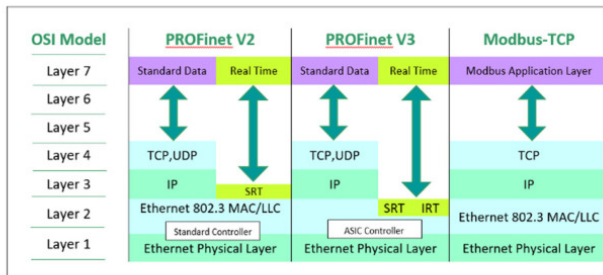 OSI Model PROFinet V2 PROFinet V3 Modbus-TCP
Layer 7 Standard Data Real Time Standard Data Real Time Modbus Application Layer
Layer 6
Layer 5
Layer 4 TCP,UDP TCP,UDP TCP
Layer 3 IP SRT IP IP
Layer 2 Ethernet 802.3 MAC/LLC SRT IRT Ethernet 802.3 MAC/LLC
Standard Controller ASIC Controller
Layer 1 Ethernet Physical Layer Ethernet Physical Layer Ethernet Physical Layer